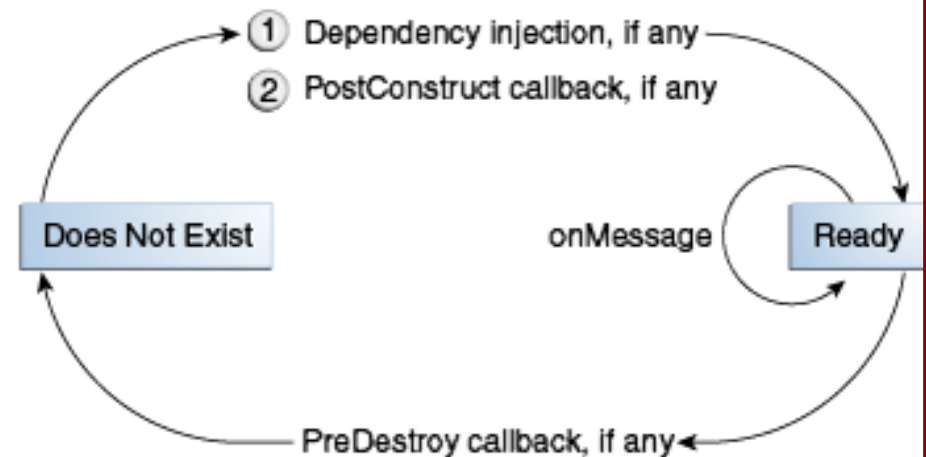 1 Dependency injection, if any
2 PostConstruct callback, if any
Does Not Exist
onMessage
Ready
PreDestroy callback, if any